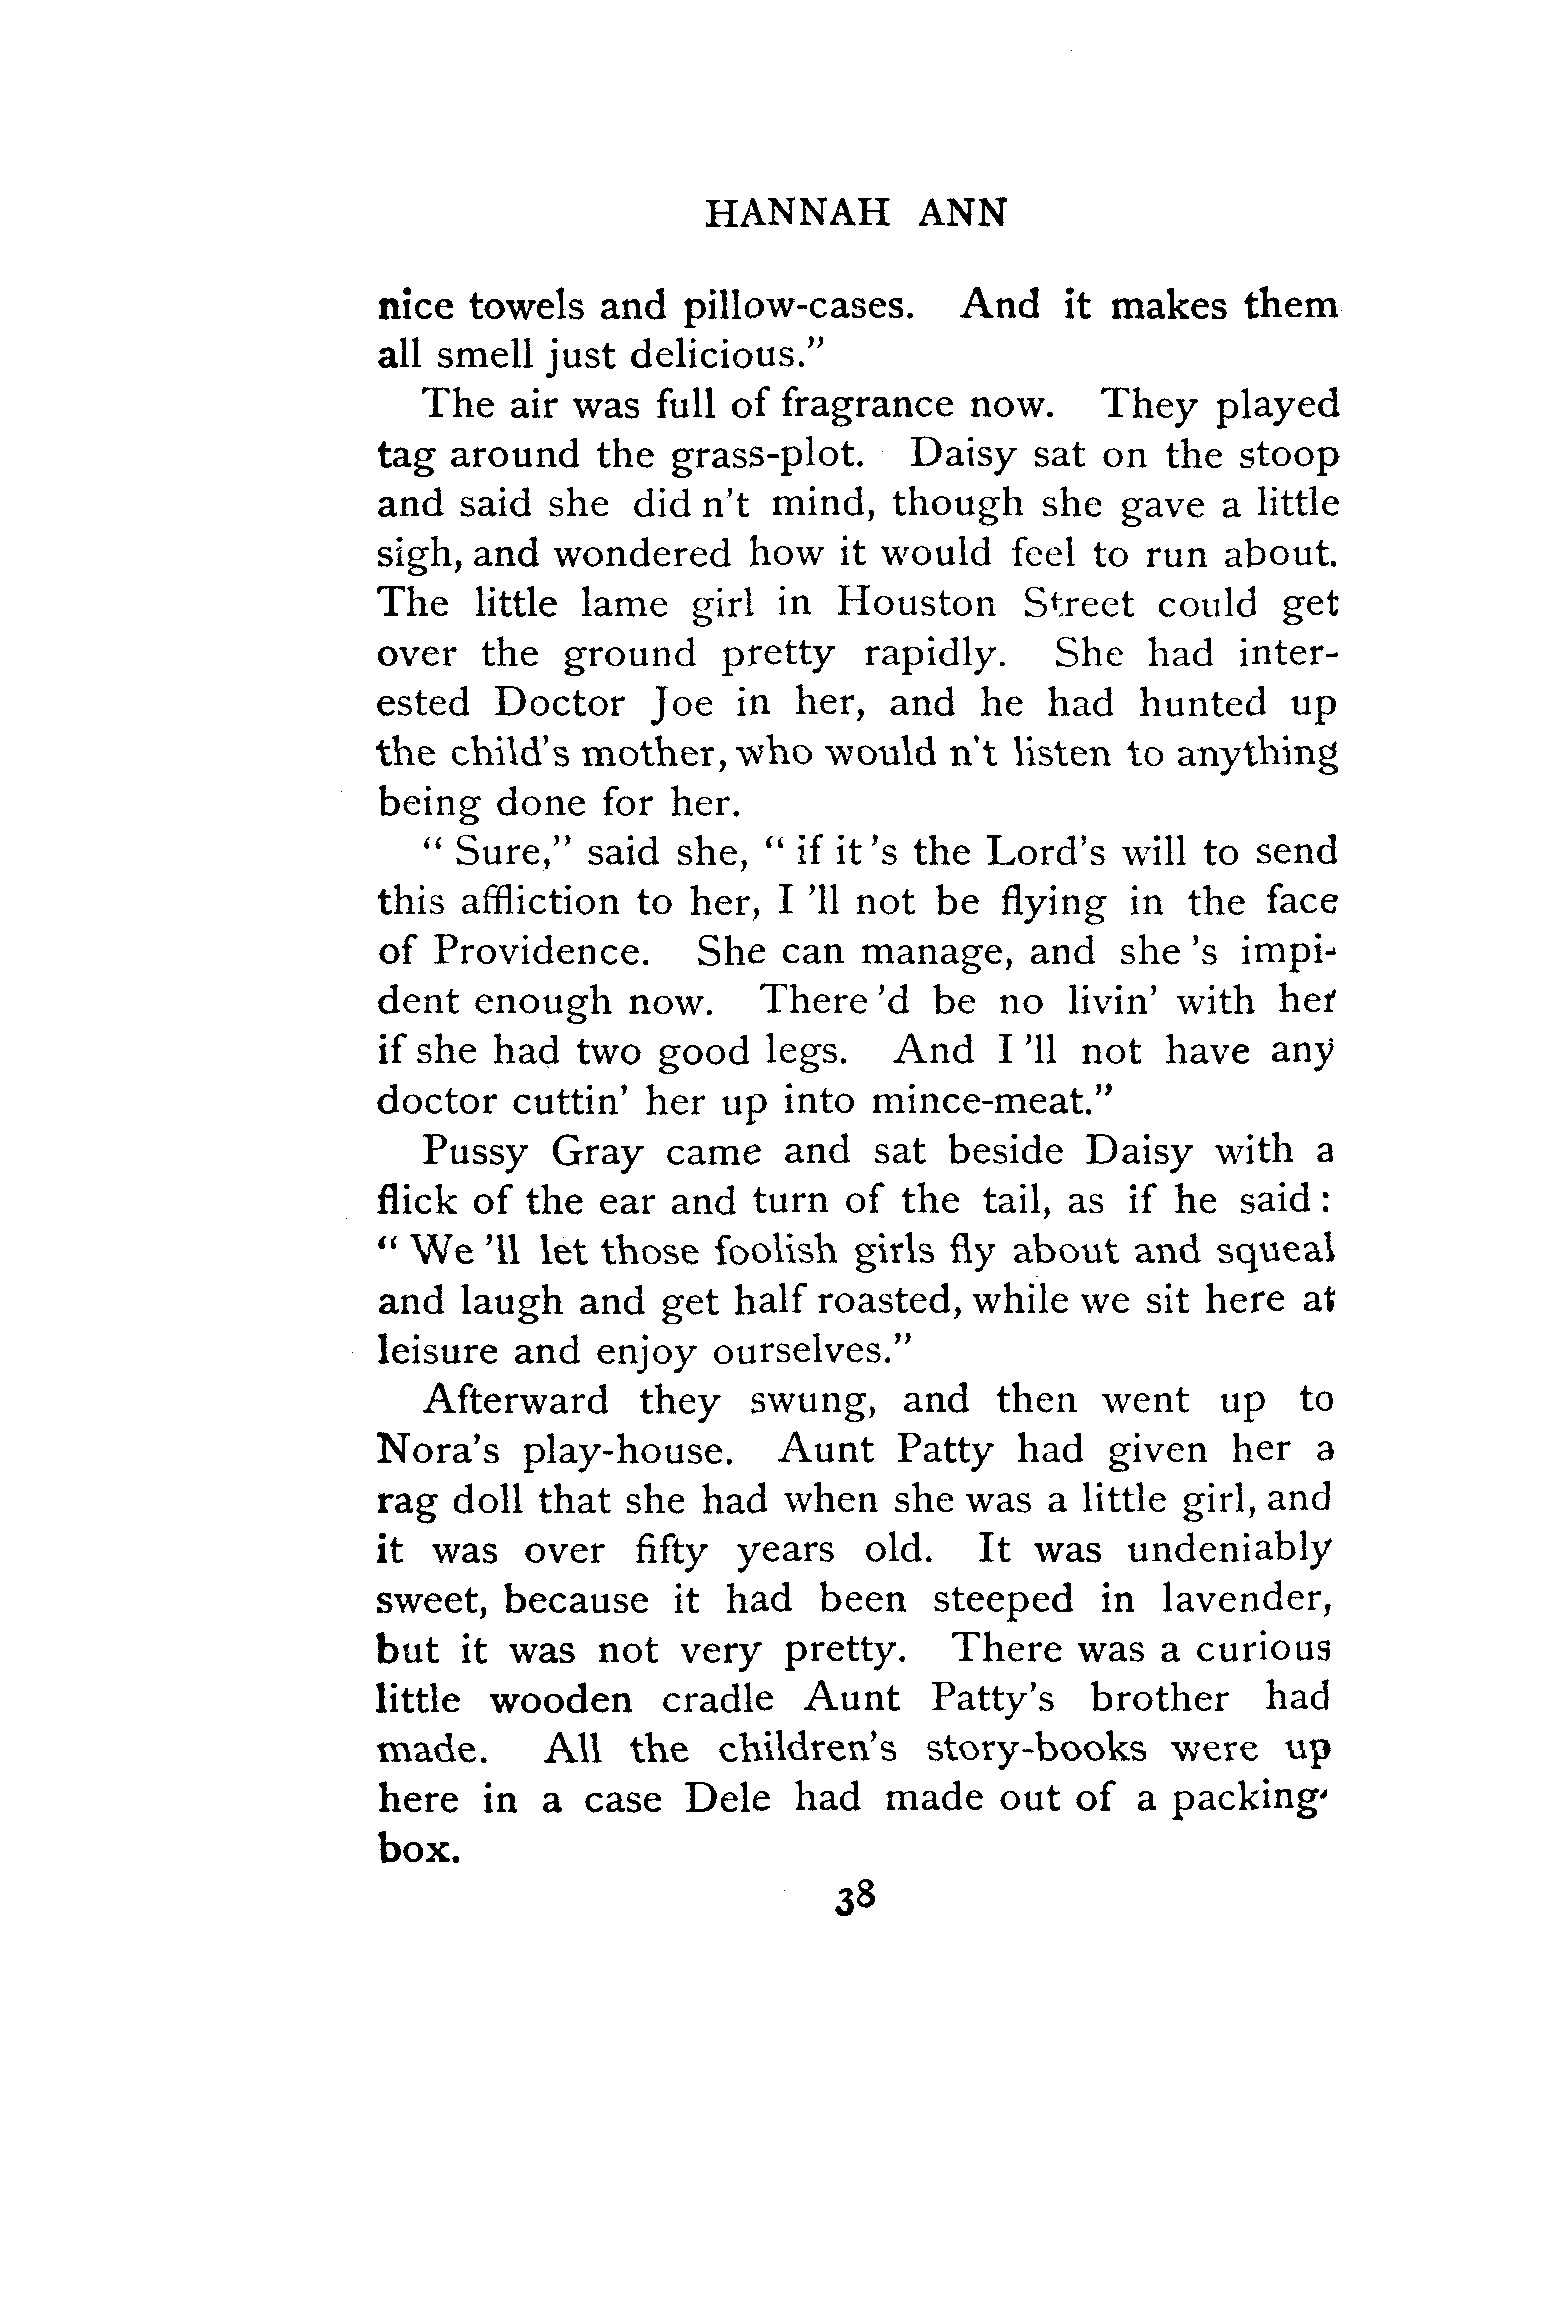 HANNAH ANN
nice towels and pillow-cases. And it makes them
all smell just delicious."
The air was full of fragrance now. They played
tag around the grass-plot. Daisy sat on the stoop
and said she did n't mind, though she gave a little
sigh, and wondered how it would feel to run about.
The little lame girl in Houston Street could get
over the ground pretty rapidly. She had inter-
ested Doctor Joe in her, and he had hunted up
the child's mother, who would n't listen to anything
being done for her.
" Sure," said she, " if it 's the Lord's will to send
this affliction to her, I 'll not be flying in the face
of Providence. She can manage, and she 's impi-
dent enough now. There 'd be no livin' with her
if she had two good legs. And I 'll not have any
doctor cuttin' her up into mince-meat."
Pussy Gray came and sat beside Daisy with a
flick of the ear and turn of the tail, as if he said:
" We 'll let those foolish girls fly about and squeal
and laugh and get half roasted, while we sit here at
leisure and enjoy ourselves."
Afterward they swung, and then went up to
Nora's play-house. Aunt Patty had given her a
rag doll that she had when she was a little girl, and
it was over fifty years old. It was undeniably
sweet, because it had been steeped in lavender,
but it was not very pretty. There was a curious
little wooden cradle Aunt Patty's brother had
made. All the children's story-books were up
here in a case Dele had made out of a packing-
box.
38